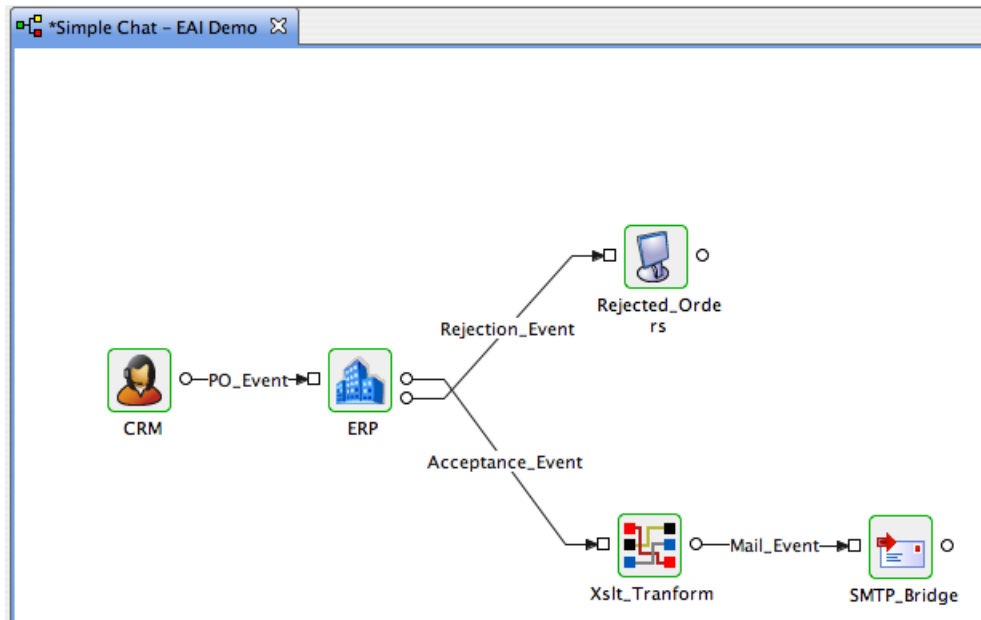 *Simple Chat – EAI Demo
Rejected_Orde
rs
Rejection_Event
PO_Event
CRM
ERP
Acceptance_Event
Mail_Event
Xslt_Tranform
SMTP_Bridge